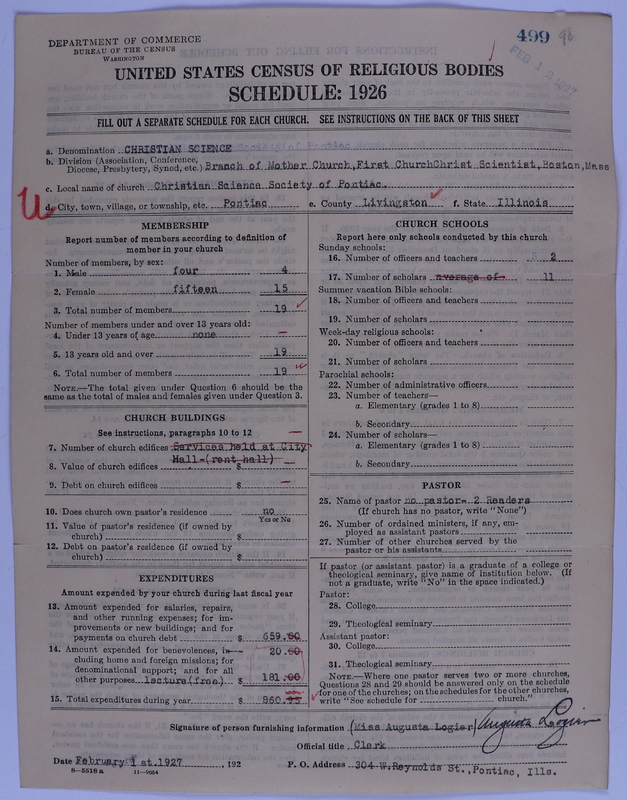 DEPARTMENT OF COMMERCE
BUREAU OF THE CENSUS
WASHINGTON
499
FEB 12 1927
UNITED STATES CENSUS OF RELIGIOUS BODIES
SCHEDULE: 1926
FILL OUT A SEPARATE SCHEDULE FOR EACH CHURCH. SEE INSTRUCTIONS ON THE BACK OF THIS SHEET
a. Denomination CHRISTIAN SCIENCE
b. Division (Association, Conference,
Diocese, Presbytery, Synod, etc.) Branch of Mother Church,First ChurchChrist Scientist,Boston,Mass
c. Local name of church Christian Science Society of Pontiac.
d. City, town, village, or township, etc. Pontiac e. County Livingston f. State Illinois
MEMBERSHIP
Report number of members according to definition of
member in your church
Number of members, by sex:
1. Male four 4
2. Female fifteen 15
3. Total number of members 19
Number of members under and over 13 years old:
4. Under 13 years of age none —
5. 13 years old and over 19
6. Total number of members 19
NOTE.—The total given under Question 6 should be the
same as the total of males and females given under Question 3.
CHURCH BUILDINGS
See instructions, paragraphs 10 to 12 —
7. Number of church edifices Services held at City
Hall-(rent hall) —
8. Value of church edifices $
9. Debt on church edifices $ —
10. Does church own pastor's residence no
Yes or No
11. Value of pastor's residence (if owned by
church) $
12. Debt on pastor's residence (if owned by
church) $
EXPENDITURES
Amount expended by your church during last fiscal year
13. Amount expended for salaries, repairs,
and other running expenses; for im-
provements or new buildings; and for
payments on church debt $ 659.00
14. Amount expended for benevolences, in- 20.00
cluding home and foreign missions; for
denominational support; and for all
other purposes lecture(free) $ 181.00
15. Total expenditures during year $ 860.
CHURCH SCHOOLS
Report here only schools conducted by this church
Sunday schools:
16. Number of officers and teachers 2
17. Number of scholars average of 11
Summer vacation Bible schools:
18. Number of officers and teachers
19. Number of scholars
Week-day religious schools:
20. Number of officers and teachers
21. Number of scholars
Parochial schools:
22. Number of administrative officers
23. Number of teachers—
a. Elementary (grades 1 to 8)
b. Secondary
24. Number of scholars—
a. Elementary (grades 1 to 8)
b. Secondary
PASTOR
25. Name of pastor no pastor- 2 Readers
(If church has no pastor, write "None")
26. Number of ordained ministers, if any, em-
ployed as assistant pastors
27. Number of other churches served by the
pastor or his assistants
If pastor (or assistant pastor) is a graduate of a college or
theological seminary, give name of institution below. (If
not a graduate, write "No" in the space indicated.)
Pastor:
28. College
29. Theological seminary
Assistant pastor:
30. College
31. Theological seminary
NOTE.—Where one pastor serves two or more churches,
Questions 28 and 29 should be answered only on the schedule
for one of the churches; on the schedules for the other churches,
write "See schedule for church."
Signature of person furnishing information (Miss Augusta Logier) Augusta Logier
Official title Clerk
Date February 1st.1927 , 192 P. O. Address 304 W.Reynolds St.,Pontiac, Ills.
8—5518a 11—9054